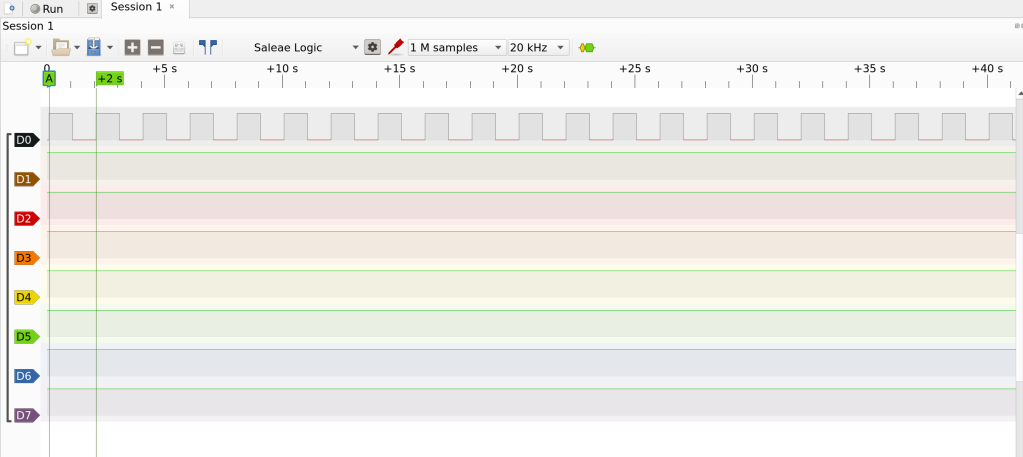 Run
Session 1 ×
Session 1
Saleae Logic 1 M samples 20 kHz
0 +5 s +10 s +15 s +20 s +25 s +30 s +35 s +40 s
A +2 s
D0
D1
D2
D3
D4
D5
D6
D7